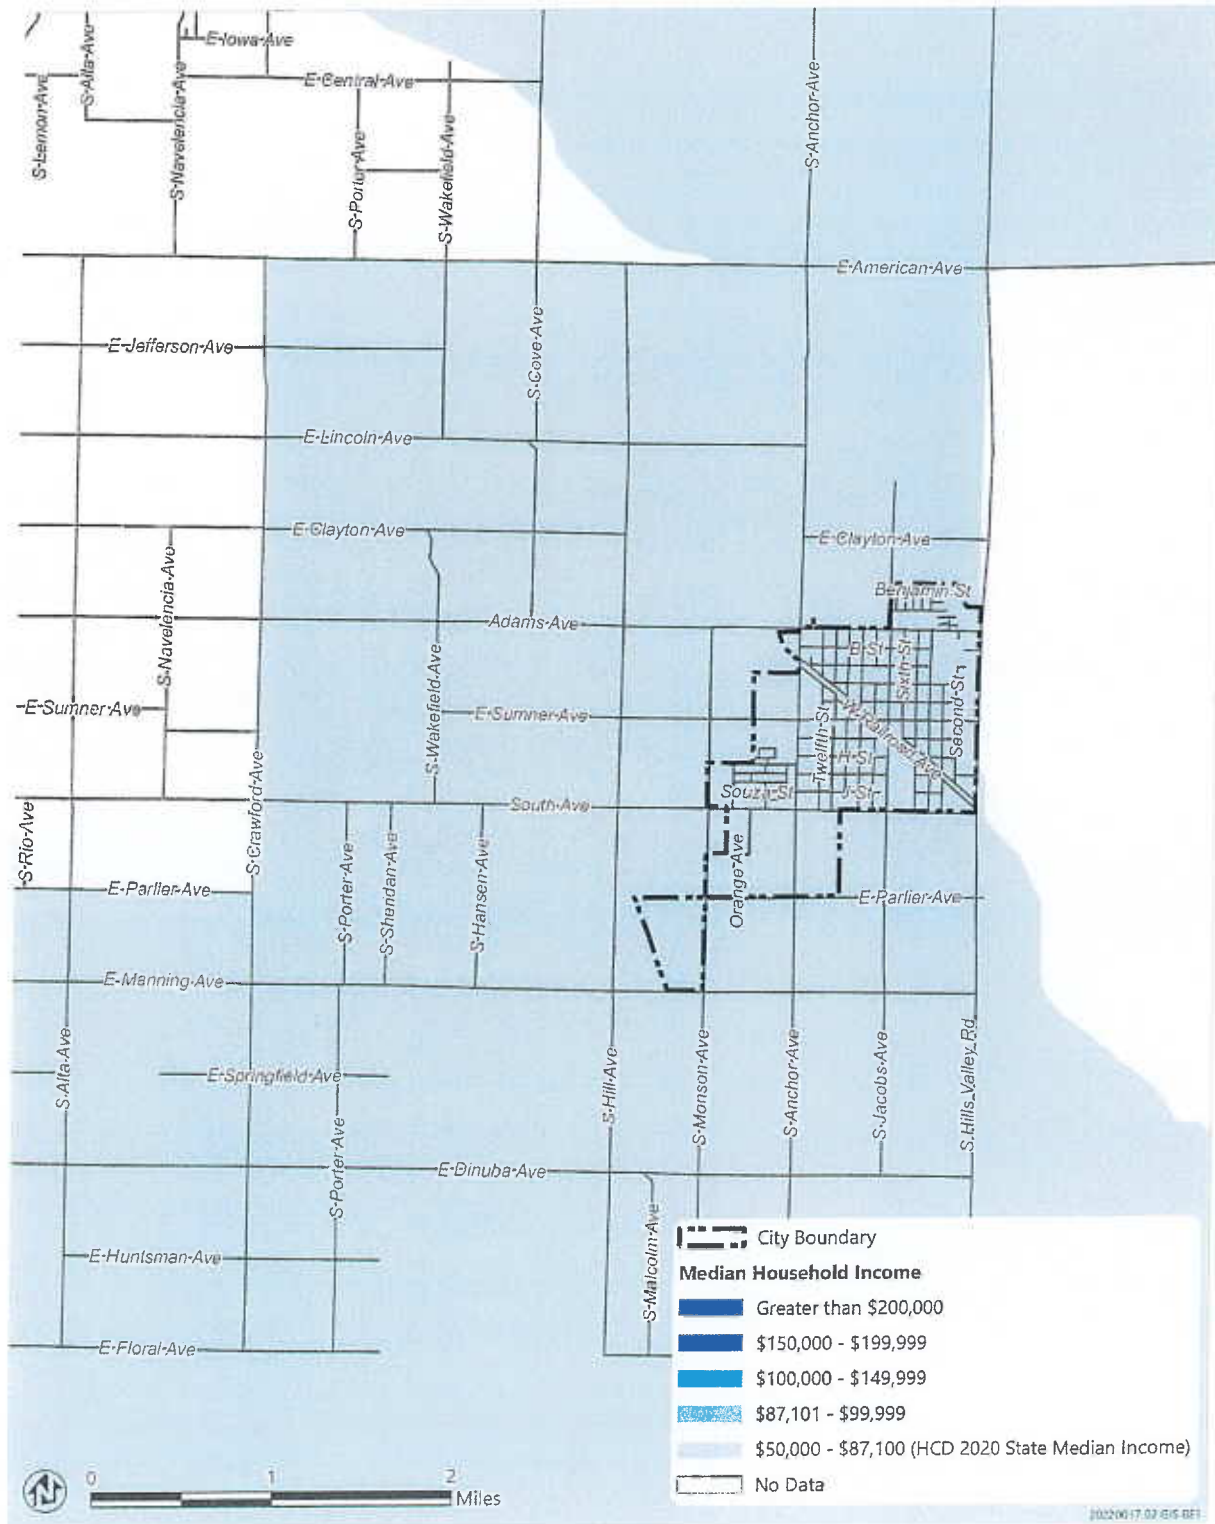 E-Iowa-Ave
E-Central-Ave
S-Alta-Ave
S-Lemon-Ave
S-Navelencia-Ave
S-Porter-Ave
S-Wakefield-Ave
S-Anchor-Ave
E-American-Ave
E-Jefferson-Ave
S-Cove-Ave
E-Lincoln-Ave
E-Clayton-Ave
E-Clayton-Ave
S-Navelencia-Ave
Benjamin-St
Adams-Ave
B-St
Sixth-St
S-Wakefield-Ave
Second-St
E-Sumner-Ave
E-Sumner-Ave
Twelfth-St
W-Railroad-Ave
H-St
Souza-St
J-St
S-Crawford-Ave
South-Ave
S-Rio-Ave
E-Parlier-Ave
S-Porter-Ave
S-Sheridan-Ave
S-Hansen-Ave
Orange-Ave
E-Parlier-Ave
E-Manning-Ave
S-Alta-Ave
E-Springfield-Ave
S-Hill-Ave
S-Monson-Ave
S-Anchor-Ave
S-Jacobs-Ave
S-Hills-Valley-Rd
S-Porter-Ave
E-Dinuba-Ave
E-Huntsman-Ave
S-Malcolm-Ave
E-Floral-Ave
City Boundary
Median Household Income
Greater than $200,000
$150,000 - $199,999
$100,000 - $149,999
$87,101 - $99,999
$50,000 - $87,100 (HCD 2020 State Median Income)
No Data
N
0 1 2
Miles